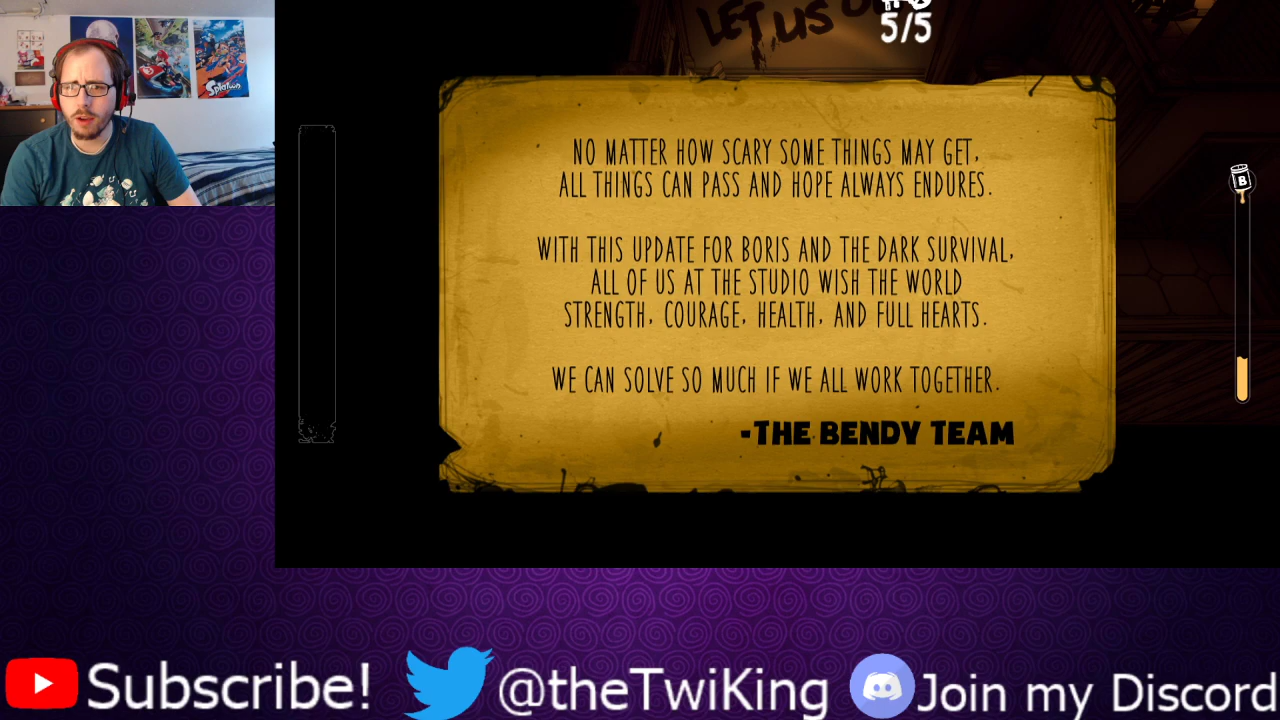 LET US O
5/5
Splatoon
NO MATTER HOW SCARY SOME THINGS MAY GET,
ALL THINGS CAN PASS AND HOPE ALWAYS ENDURES.
B
WITH THIS UPDATE FOR BORIS AND THE DARK SURVIVAL,
ALL OF US AT THE STUDIO WISH THE WORLD
STRENGTH, COURAGE, HEALTH, AND FULL HEARTS.
WE CAN SOLVE SO MUCH IF WE ALL WORK TOGETHER.
-THE BENDY TEAM
Subscribe!
@theTwiKing
Join my Discord